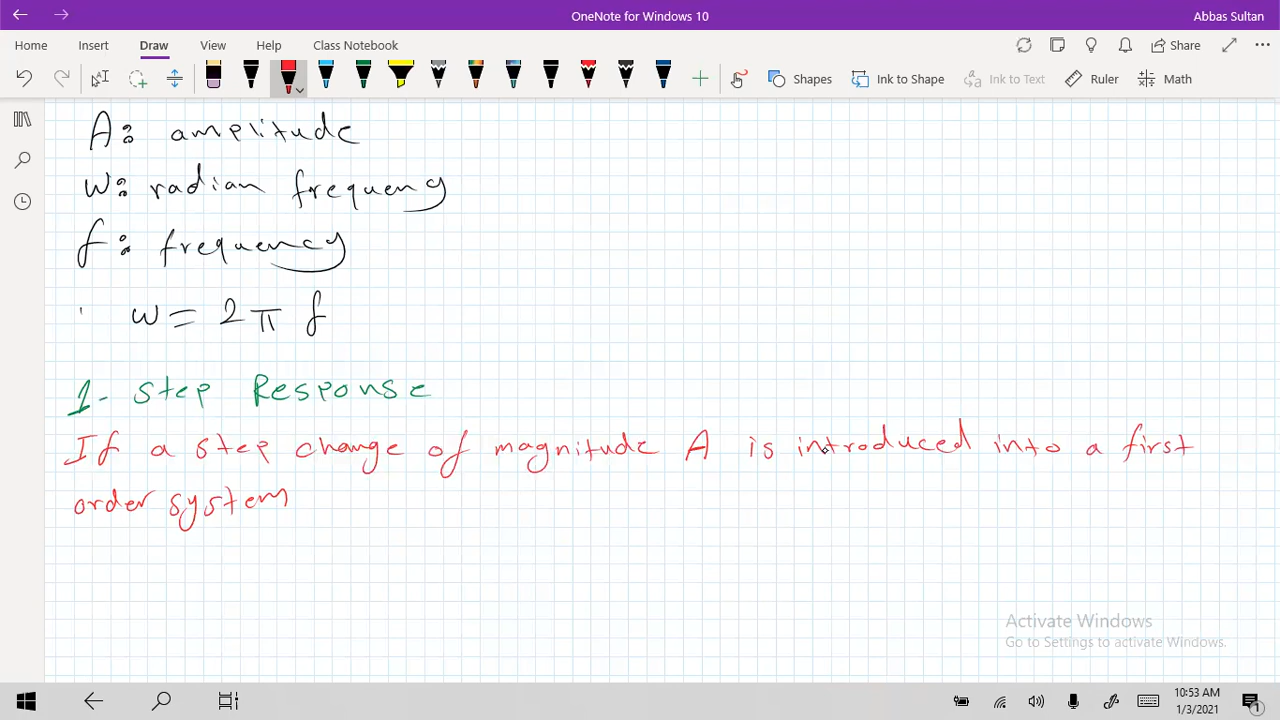 OneNote for Windows 10
Abbas Sultan
Home Insert Draw View Help Class Notebook Share
Shapes Ink to Shape Ink to Text Ruler Math
A: amplitude
w: radian frequency
f: frequency
w = 2π f
1- Step Response
If a step change of magnitude A is introduced into a first
order system
Activate Windows
Go to Settings to activate Windows.
10:53 AM
1/3/2021
1